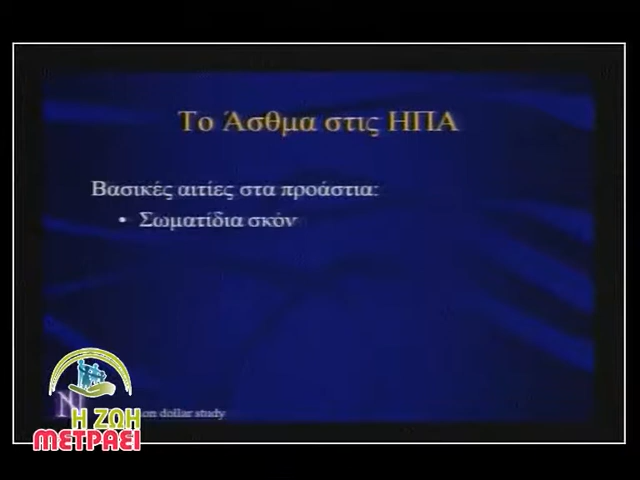 Το Άσθμα στις ΗΠΑ
Βασικές αιτίες στα προάστια:
• Σωματίδια σκόν
on dollar study
Η ΖΩΗ
ΜΕΤΡΑΕΙ